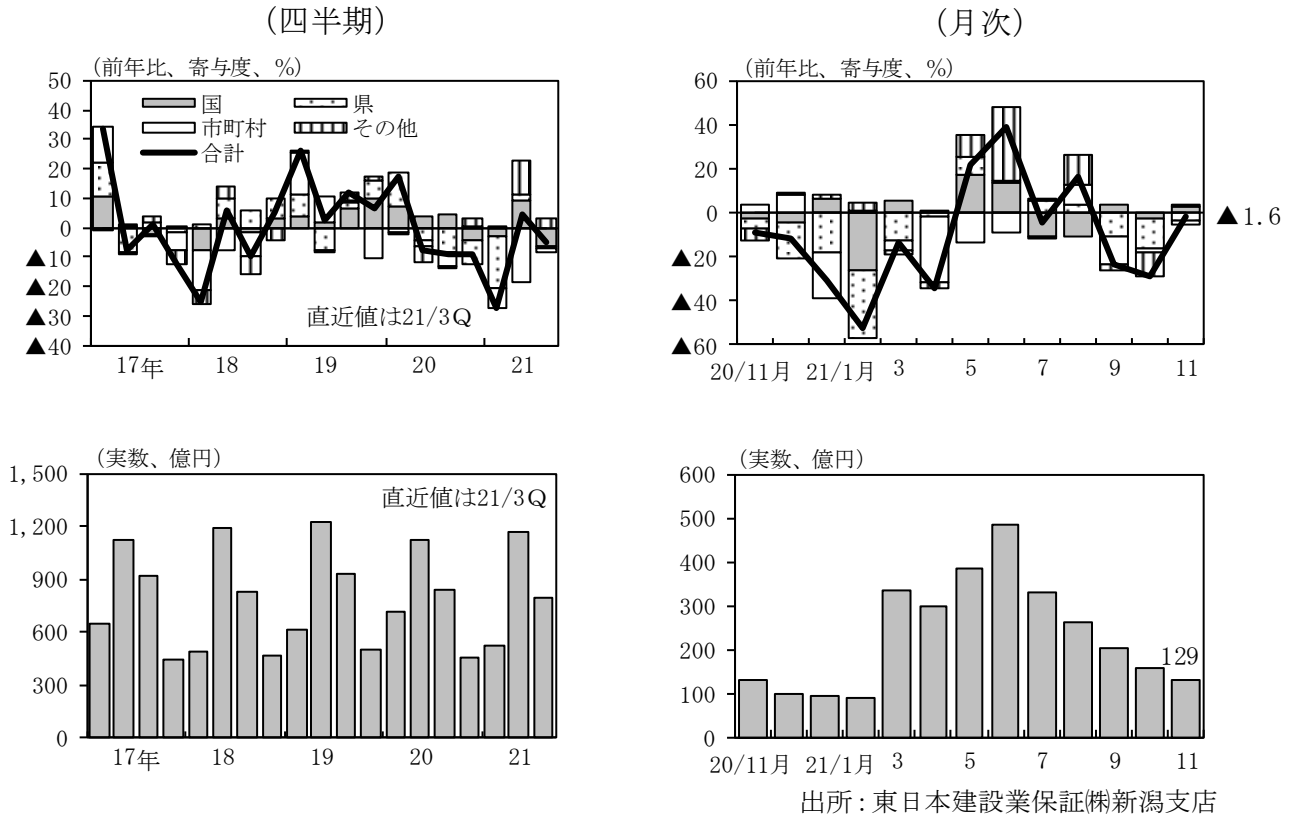 (四半期)
(月次)
(前年比、寄与度、%)
50
40
30
20
10
0
▲10
▲20
▲30
▲40
国
県
市町村
その他
合計
直近値は21/3Q
17年 18 19 20 21
(前年比、寄与度、%)
60
40
20
0
▲20
▲40
▲60
▲1.6
20/11月 21/1月 3 5 7 9 11
(実数、億円)
1,500
1,200
900
600
300
0
直近値は21/3Q
17年 18 19 20 21
(実数、億円)
600
500
400
300
200
100
0
129
20/11月 21/1月 3 5 7 9 11
出所:東日本建設業保証㈱新潟支店